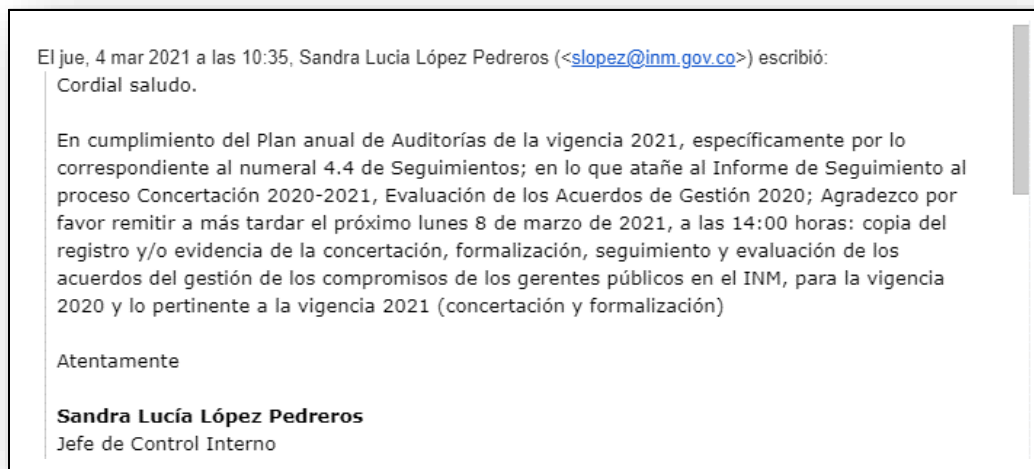 El jue, 4 mar 2021 a las 10:35, Sandra Lucia López Pedreros (<slopez@inm.gov.co>) escribió:
Cordial saludo.
En cumplimiento del Plan anual de Auditorías de la vigencia 2021, específicamente por lo
correspondiente al numeral 4.4 de Seguimientos; en lo que atañe al Informe de Seguimiento al
proceso Concertación 2020-2021, Evaluación de los Acuerdos de Gestión 2020; Agradezco por
favor remitir a más tardar el próximo lunes 8 de marzo de 2021, a las 14:00 horas: copia del
registro y/o evidencia de la concertación, formalización, seguimiento y evaluación de los
acuerdos del gestión de los compromisos de los gerentes públicos en el INM, para la vigencia
2020 y lo pertinente a la vigencia 2021 (concertación y formalización)
Atentamente
Sandra Lucía López Pedreros
Jefe de Control Interno